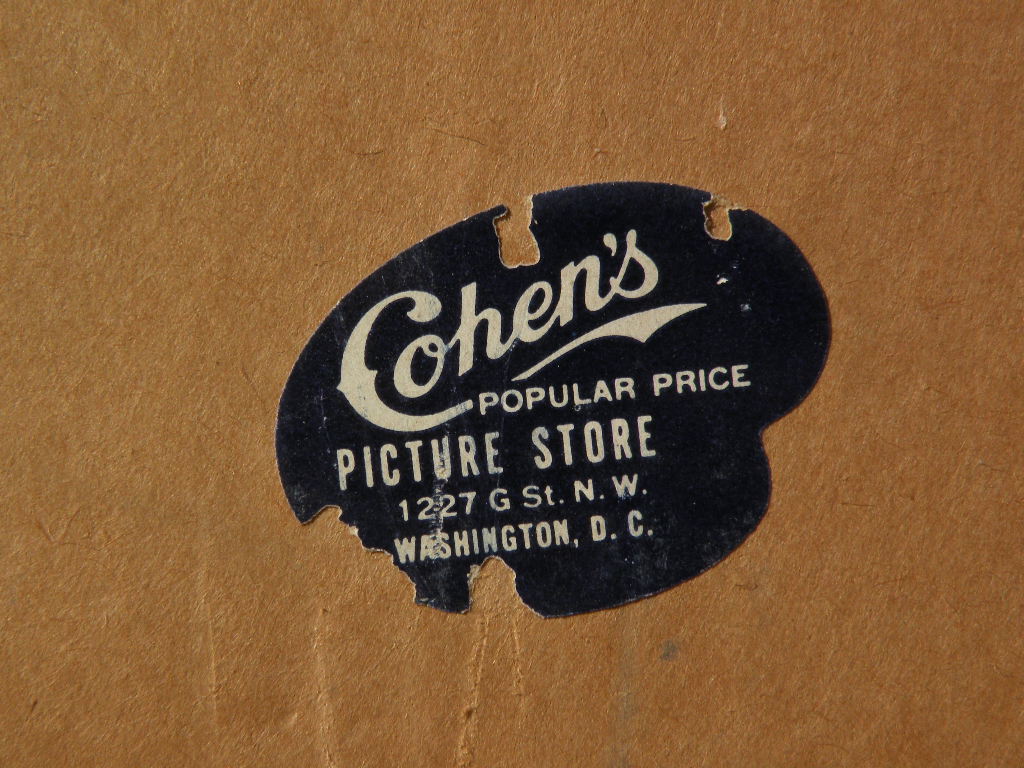 Cohen's
POPULAR PRICE
PICTURE STORE
1227 G St. N. W.
WASHINGTON, D. C.